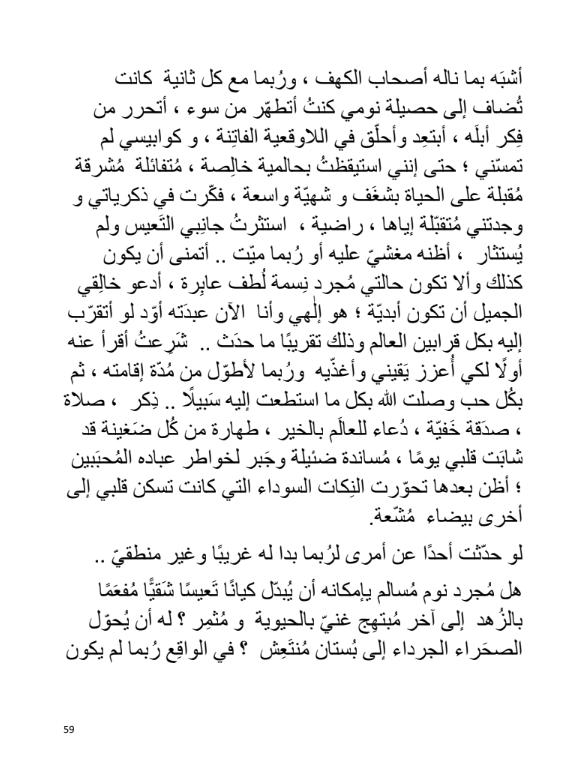 أشبَه بما ناله أصحاب الكهف ، ورُبما مع كل ثانية  كانت
تُضاف إلى حصيلة نومي كنتُ أتطهّر من سوء ، أتحرر من
فِكر أبلَه ، أبتعِد وأحلّق في اللاوقعية الفاتِنة ، و كوابيسي لم
تمسّني ؛ حتى إنني استيقظتُ بحالمية خالِصة ، مُتفائلة  مُشرقة
مُقبلة على الحياة بشغَف و شهيّة واسعة ، فكّرت في ذكرياتي و
وجدتني مُتقبّلة إياها ، راضية ،  استثرتُ جانِبي التَعيس ولم
يُستثار  ، أظنه مغشيّ عليه أو رُبما ميّت .. أتمنى أن يكون
كذلك وألا تكون حالتي مُجرد نِسمة لُطف عابِرة ، أدعو خالِقي
الجميل أن تكون أبديّة ؛ هو إلٰهي وأنا  الآن عبدَته أوّد لو أتقرّب
إليه بكل قرابين العالم وذلك تقريبًا ما حدَث ..  شَرِعتُ أقرأ عنه
أولًا لكي أُعزز يَقيني وأغذّيه  ورُبما لأطوّل من مُدّة إقامته ، ثم
بكُل حب وصلت الله بكل ما استطعت إليه سَبيلًا .. ذِكر  ، صلاة
، صدَقة خَفيّة ، دُعاء للعالَم بالخير ، طهارة من كُل ضَغينة قد
شابَت قلبي يومًا ، مُساندة ضئيلة وجَبر لخواطر عباده المُحبَبين
؛ أظن بعدها تحوّرت النِكات السوداء التي كانت تسكن قلبي إلى
أخرى بيضاء  مُشّعة.
لو حدّثت أحدًا عن أمرى لرُبما بدا له غريبًا وغير منطقيّ ..
هل مُجرد نوم مُسالم يإمكانه أن يُبدّل كيانًا تَعيسًا شَقيًّا مُفعَمًا
بالزُهد  إلى آخر مُبتهِج غنيّ بالحيوية  و مُثمِر ؟ له أن يُحوّل
الصحَراء الجرداء إلى بُستان مُنتَعِش  ؟ في الواقِع رُبما لم يكون
59